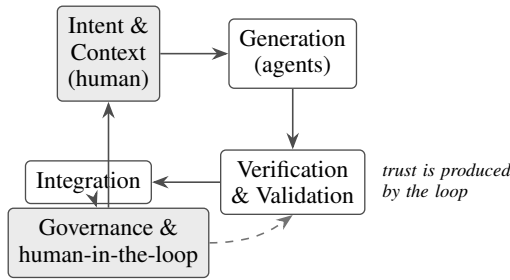 Intent &
Context
(human)
Generation
(agents)
Integration
Verification
& Validation
trust is produced
by the loop
Governance &
human-in-the-loop